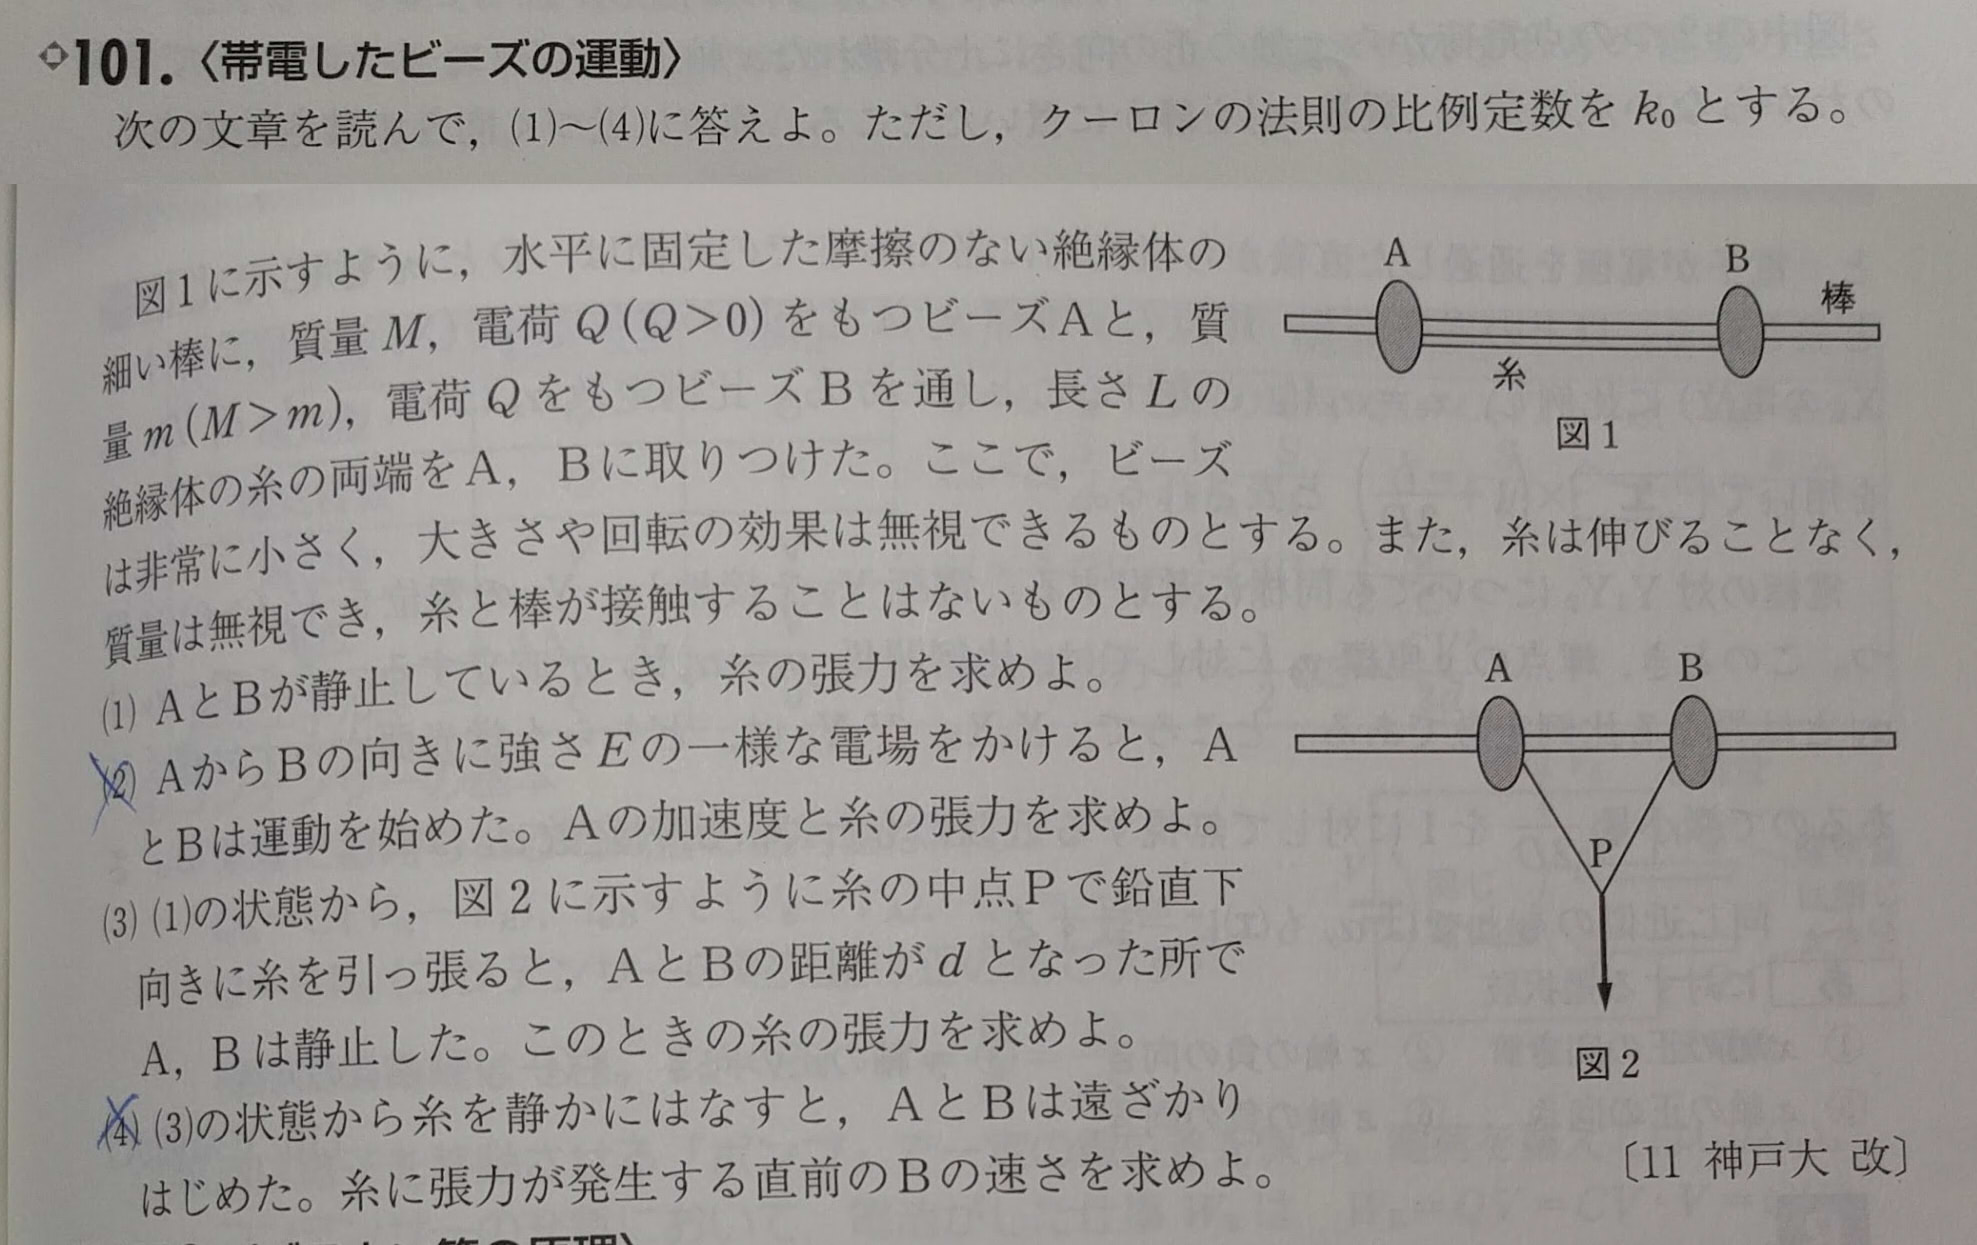 101.〈帯電したビーズの運動〉
次の文章を読んで，(1)～(4)に答えよ。ただし，クーロンの法則の比例定数を k₀ とする。
図1に示すように，水平に固定した摩擦のない絶縁体の
細い棒に，質量 M，電荷 Q(Q>0)をもつビーズAと，質
量 m(M>m)，電荷 Q をもつビーズBを通し，長さ L の
絶縁体の糸の両端をA，Bに取りつけた。ここで，ビーズ
は非常に小さく，大きさや回転の効果は無視できるものとする。また，糸は伸びることなく，
質量は無視でき，糸と棒が接触することはないものとする。
(1) AとBが静止しているとき，糸の張力を求めよ。
(2) AからBの向きに強さ E の一様な電場をかけると，A
とBは運動を始めた。Aの加速度と糸の張力を求めよ。
(3) (1)の状態から，図2に示すように糸の中点Pで鉛直下
向きに糸を引っ張ると，AとBの距離が d となった所で
A，Bは静止した。このときの糸の張力を求めよ。
(4) (3)の状態から糸を静かにはなすと，AとBは遠ざかり
はじめた。糸に張力が発生する直前のBの速さを求めよ。
A
B
棒
糸
図1
A
B
P
図2
〔11 神戸大 改〕